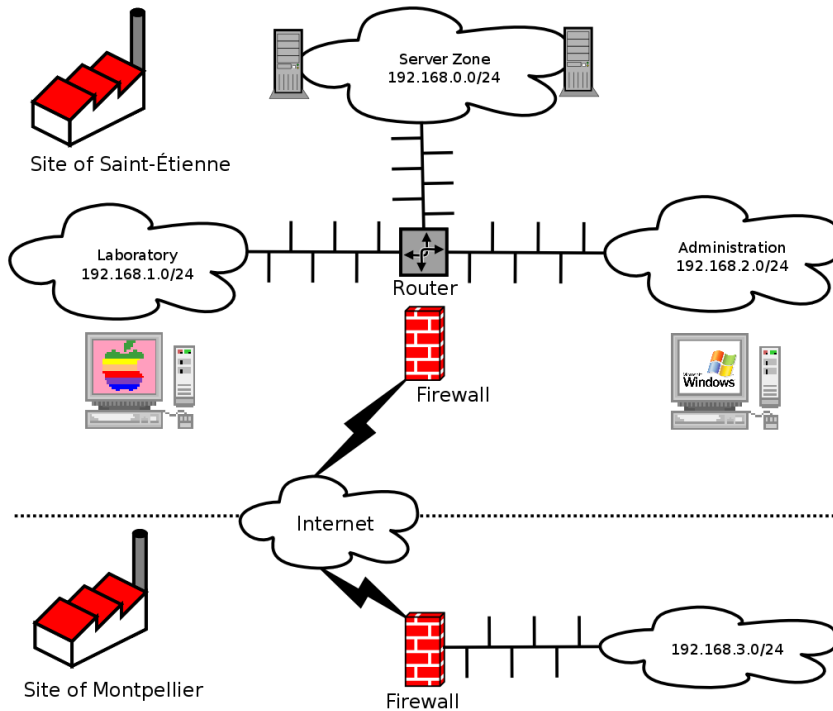 Server Zone
192.168.0.0/24
Site of Saint-Étienne
Laboratory
192.168.1.0/24
Administration
192.168.2.0/24
Router
Firewall
Microsoft
Windows
Internet
192.168.3.0/24
Site of Montpellier
Firewall